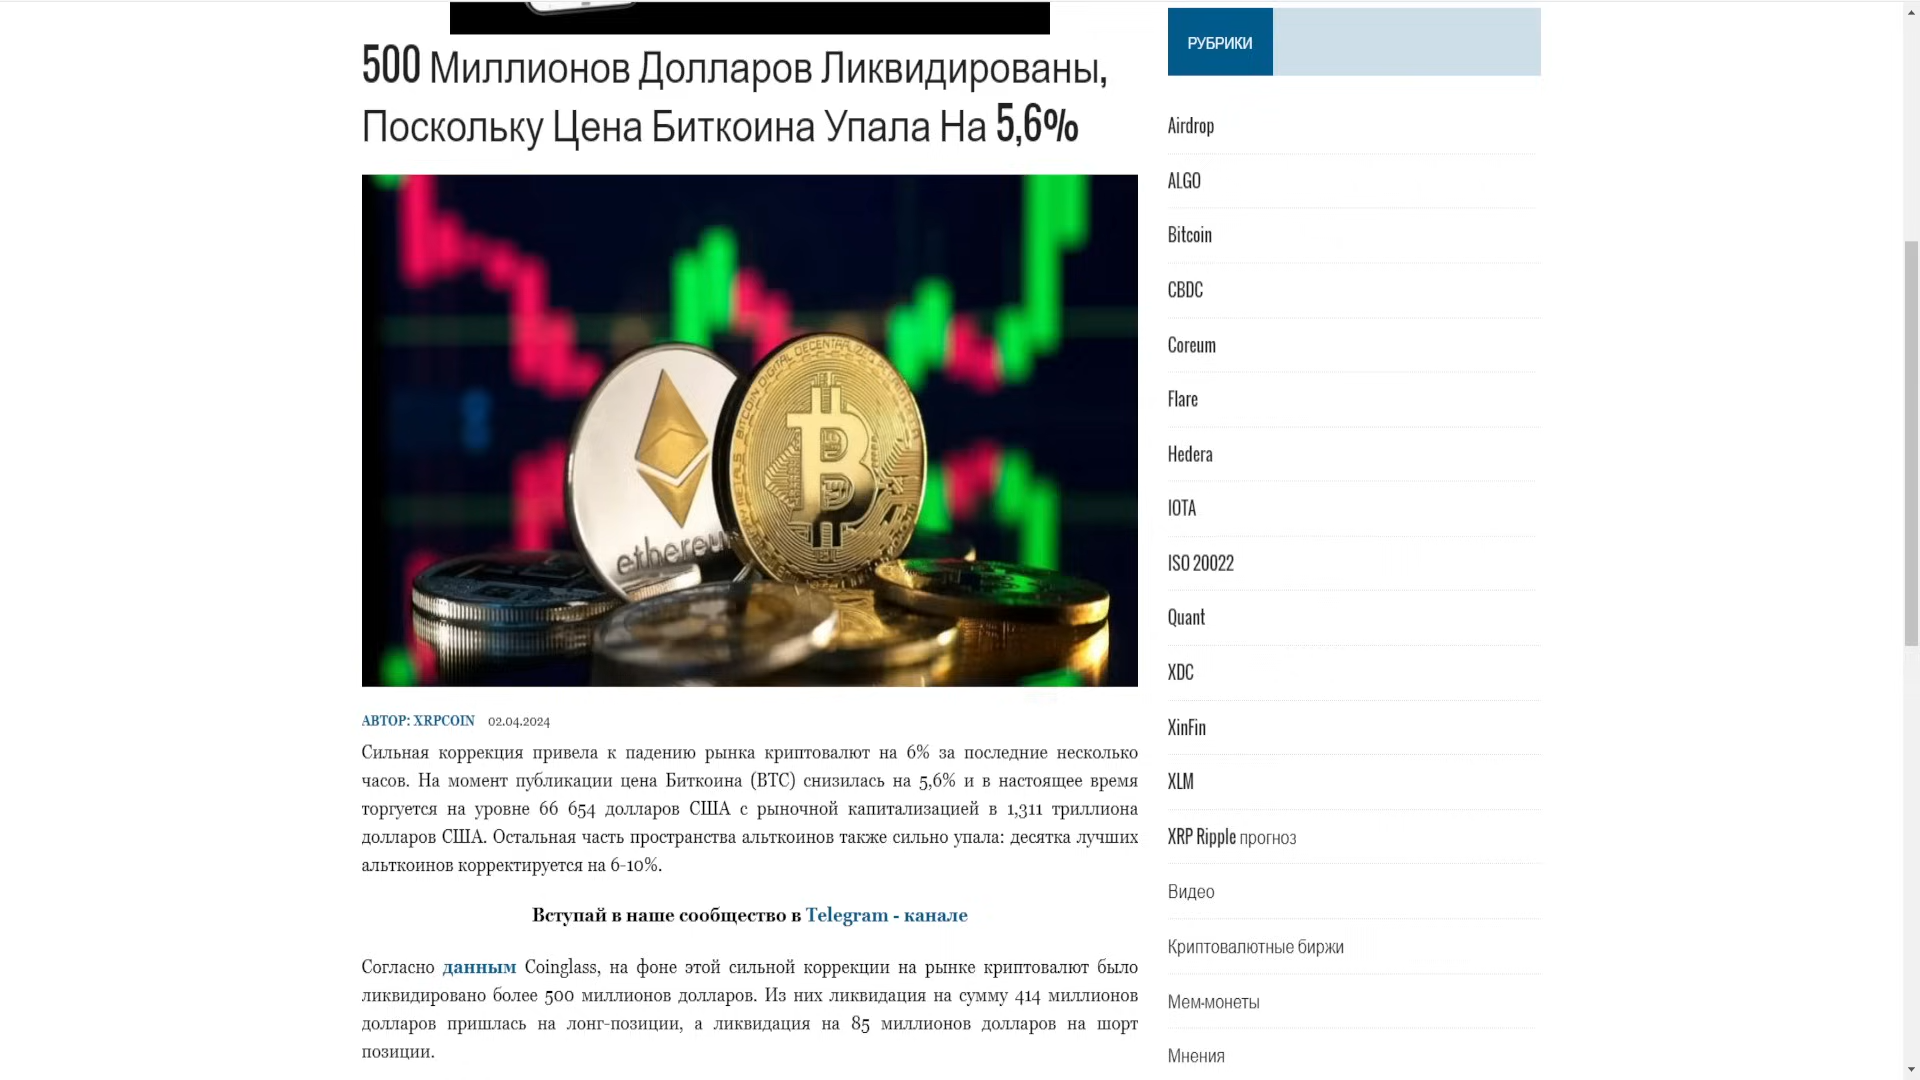 500 Миллионов Долларов Ликвидированы,
Поскольку Цена Биткоина Упала На 5,6%
DIGITAL DECENTRALIZED
BITCOIN
ethereu
АВТОР: XRPCOIN 02.04.2024
Сильная коррекция привела к падению рынка криптовалют на 6% за последние несколько
часов. На момент публикации цена Биткоина (BTC) снизилась на 5,6% и в настоящее время
торгуется на уровне 66 654 долларов США с рыночной капитализацией в 1,311 триллиона
долларов США. Остальная часть пространства альткоинов также сильно упала: десятка лучших
альткоинов корректируется на 6-10%.
Вступай в наше сообщество в Telegram - канале
Согласно данным Coinglass, на фоне этой сильной коррекции на рынке криптовалют было
ликвидировано более 500 миллионов долларов. Из них ликвидация на сумму 414 миллионов
долларов пришлась на лонг-позиции, а ликвидация на 85 миллионов долларов на шорт
позиции.
РУБРИКИ
Airdrop
ALGO
Bitcoin
CBDC
Coreum
Flare
Hedera
IOTA
ISO 20022
Quant
XDC
XinFin
XLM
XRP Ripple прогноз
Видео
Криптовалютные биржи
Мем-монеты
Мнения